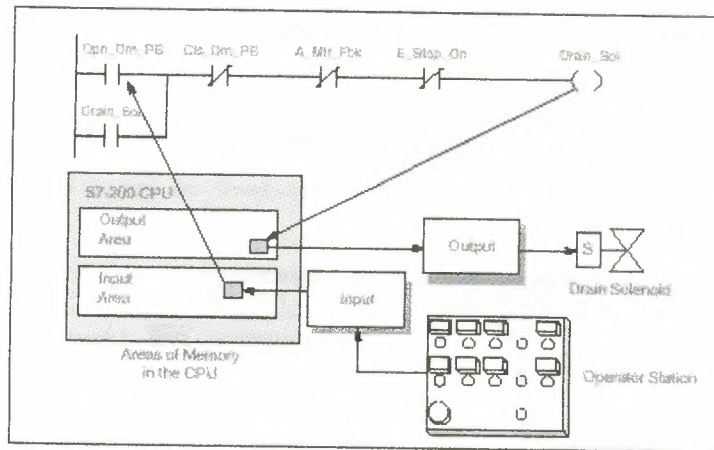 Opn_Drn_PB Cls_Drn_PB A_Mtr_Fbk E_Stop_On Drain_Sol
Drain_Sol
S7-200 CPU
Output
Area
Output
S
Input
Area
Input
Drain Solenoid
Areas of Memory
in the CPU
Operator Station